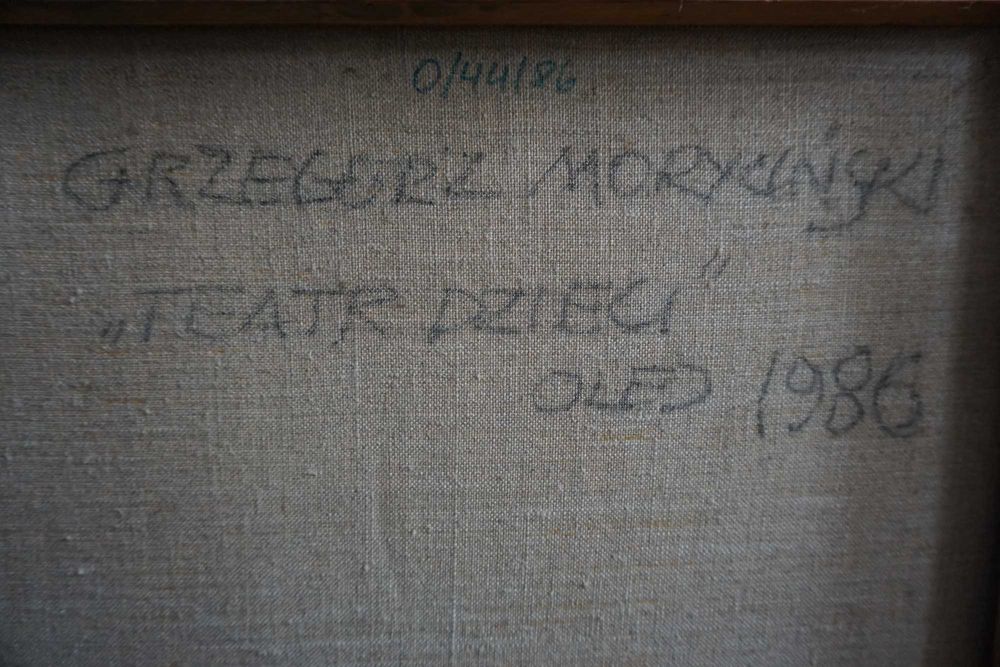 0/44/86
GRZEGORZ MORYCIŃSKI
„TEATR DZIECI”
OLEJ 1986